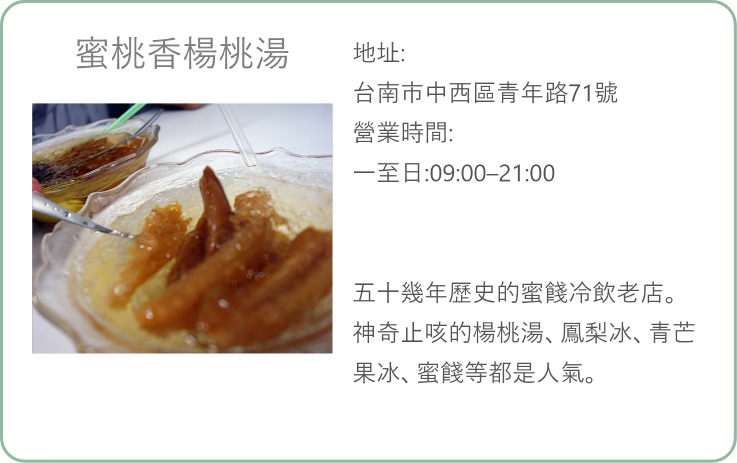 蜜桃香楊桃湯
地址:
台南市中西區青年路71號
營業時間:
一至日:09:00–21:00
五十幾年歷史的蜜餞冷飲老店。
神奇止咳的楊桃湯、鳳梨冰、青芒
果冰、蜜餞等都是人氣。